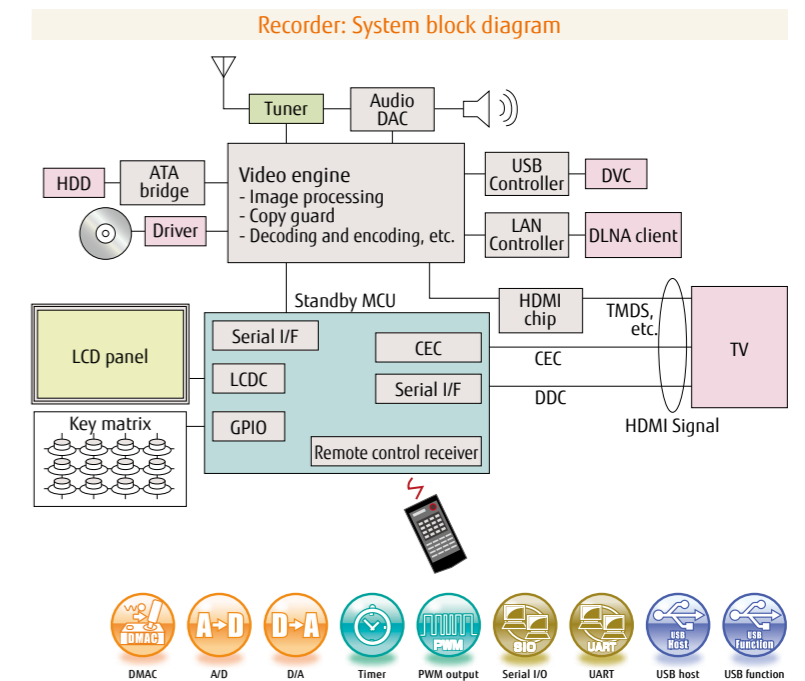 Recorder: System block diagram
Tuner
Audio
DAC
HDD
ATA
bridge
Video engine
- Image processing
- Copy guard
- Decoding and encoding, etc.
USB
Controller
DVC
Driver
LAN
Controller
DLNA client
Standby MCU
HDMI
chip
TMDS,
etc.
TV
LCD panel
Serial I/F
CEC
CEC
LCDC
Serial I/F
DDC
Key matrix
GPIO
HDMI Signal
Remote control receiver
DMAC
A►D
D►A
PWM
SIO
UART
USB
Host
USB
Function
DMAC
A/D
D/A
Timer
PWM output
Serial I/O
UART
USB host
USB function